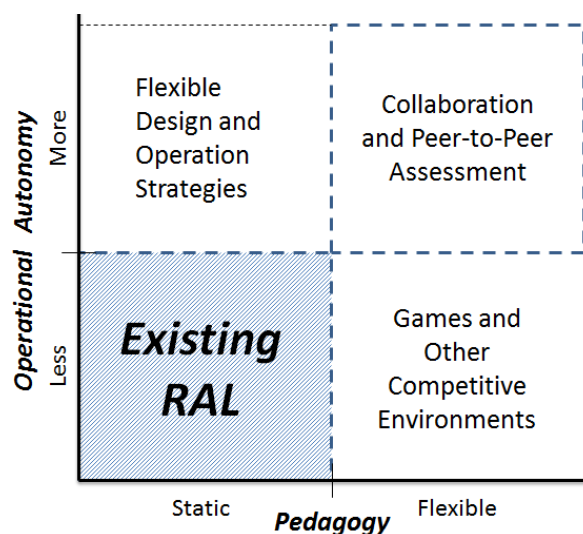 Flexible
Design and
Operation
Strategies
Collaboration
and Peer-to-Peer
Assessment
Operational Autonomy
More
Less
Existing
RAL
Games and
Other
Competitive
Environments
Static
Flexible
Pedagogy